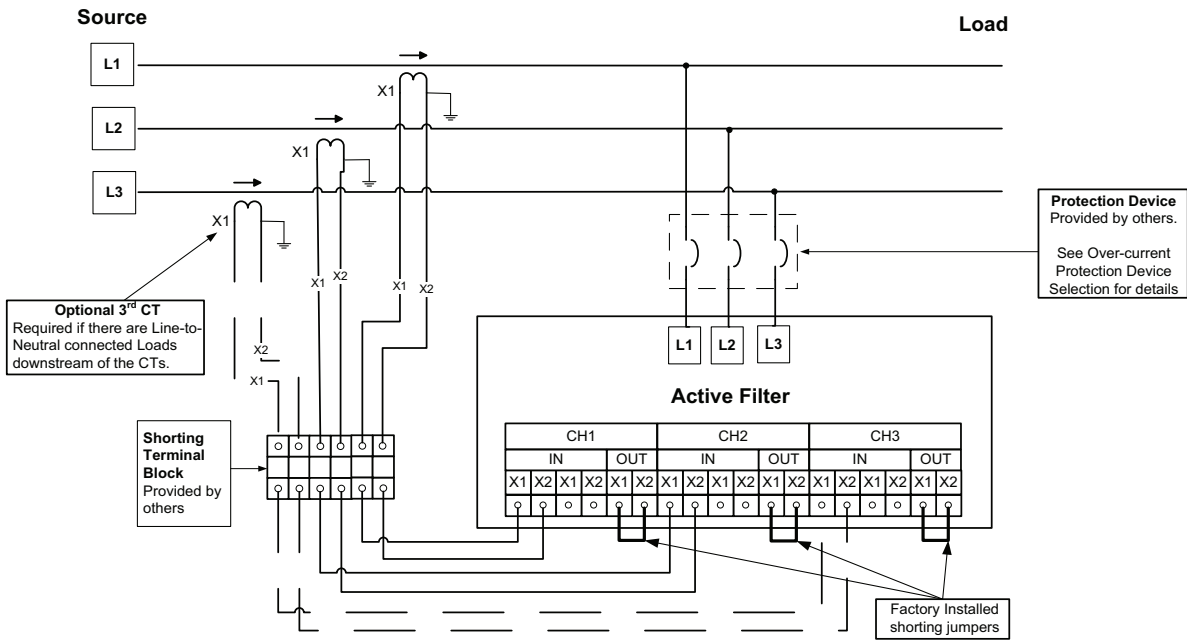 Source
Load
L1
X1
L2
X1
L3
X1
Protection Device
Provided by others.
See Over-current
Protection Device
Selection for details
X1
X2
X1
X2
Optional 3rd CT
Required if there are Line-to-
Neutral connected Loads
downstream of the CTs.
X2
X1
L1
L2
L3
Active Filter
Shorting
Terminal
Block
Provided by
others
CH1 CH2 CH3
IN OUT IN OUT IN OUT
X1 X2 X1 X2 X1 X2 X1 X2 X1 X2 X1 X2 X1 X2 X1 X2 X1 X2
Factory Installed
shorting jumpers